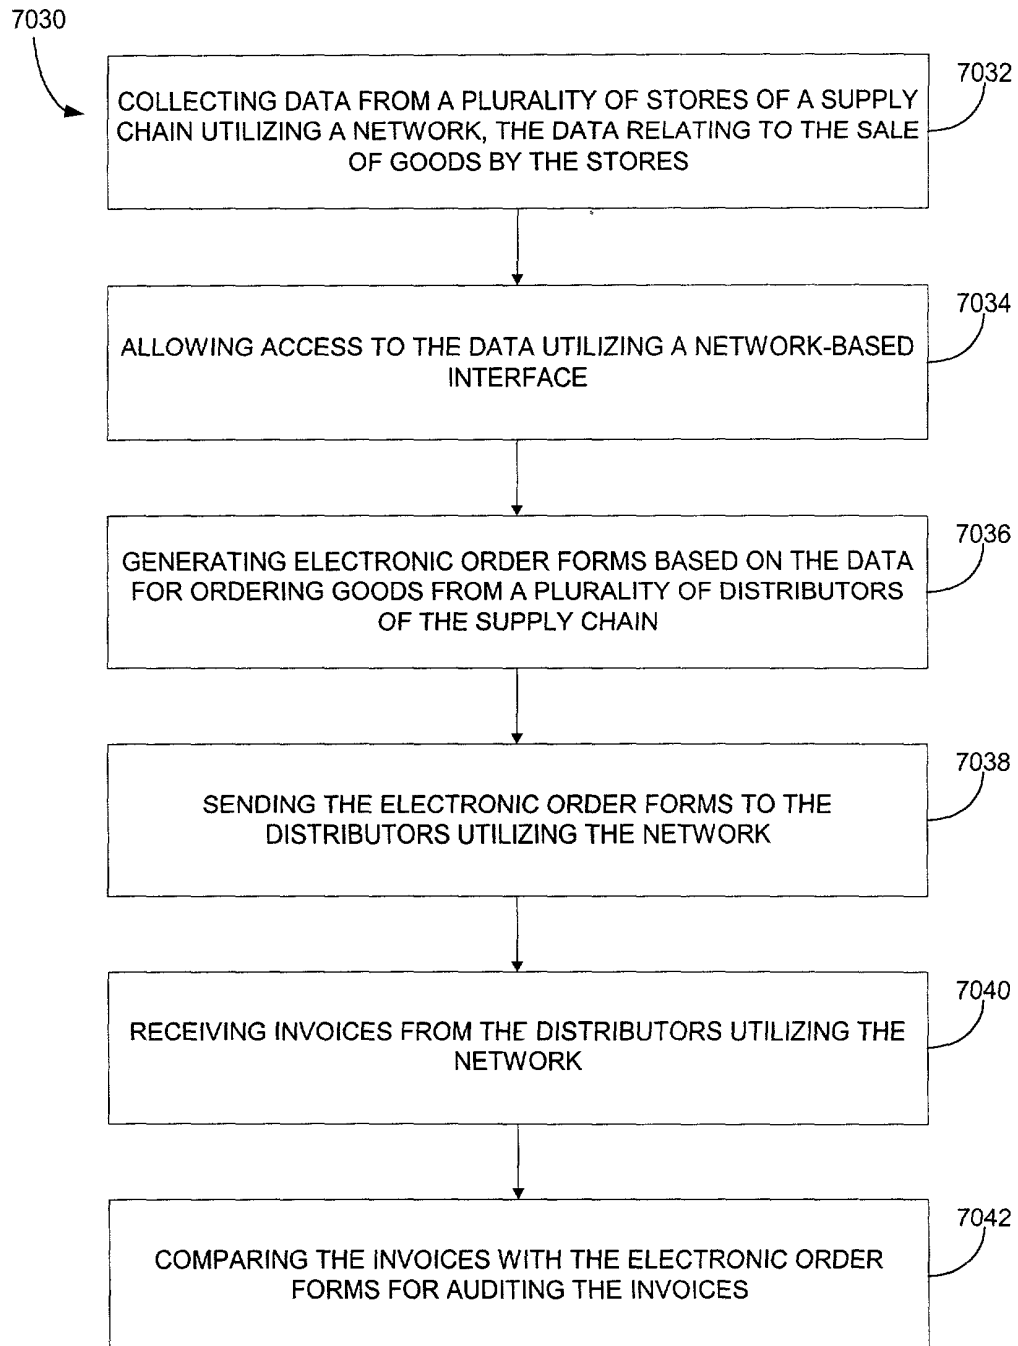 7030
7032
COLLECTING DATA FROM A PLURALITY OF STORES OF A SUPPLY
CHAIN UTILIZING A NETWORK, THE DATA RELATING TO THE SALE
OF GOODS BY THE STORES
7034
ALLOWING ACCESS TO THE DATA UTILIZING A NETWORK-BASED
INTERFACE
7036
GENERATING ELECTRONIC ORDER FORMS BASED ON THE DATA
FOR ORDERING GOODS FROM A PLURALITY OF DISTRIBUTORS
OF THE SUPPLY CHAIN
7038
SENDING THE ELECTRONIC ORDER FORMS TO THE
DISTRIBUTORS UTILIZING THE NETWORK
7040
RECEIVING INVOICES FROM THE DISTRIBUTORS UTILIZING THE
NETWORK
7042
COMPARING THE INVOICES WITH THE ELECTRONIC ORDER
FORMS FOR AUDITING THE INVOICES